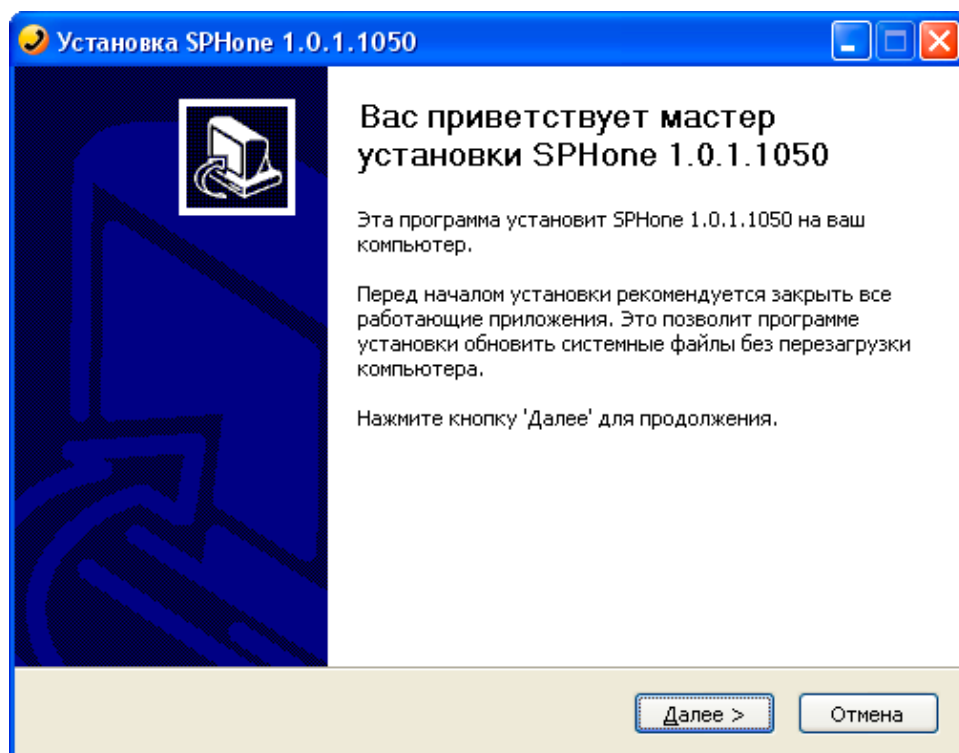 Установка SPHone 1.0.1.1050
Вас приветствует мастер
установки SPHone 1.0.1.1050
Эта программа установит SPHone 1.0.1.1050 на ваш
компьютер.
Перед началом установки рекомендуется закрыть все
работающие приложения. Это позволит программе
установки обновить системные файлы без перезагрузки
компьютера.
Нажмите кнопку 'Далее' для продолжения.
Далее >
Отмена